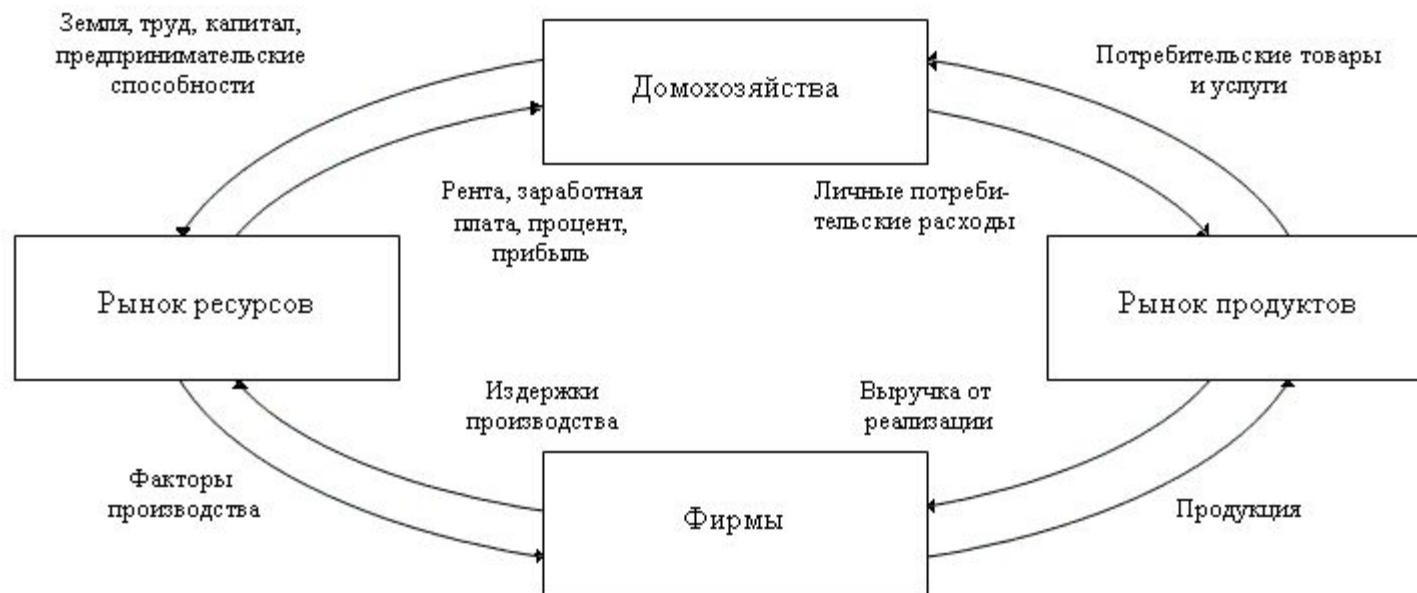 Земля, труд, капитал,
предпринимательские
способности
Домохозяйства
Потребительские товары
и услуги
Рента, заработная
плата, процент,
прибыль
Личные потреби-
тельские расходы
Рынок ресурсов
Рынок продуктов
Издержки
производства
Выручка от
реализации
Факторы
производства
Фирмы
Продукция